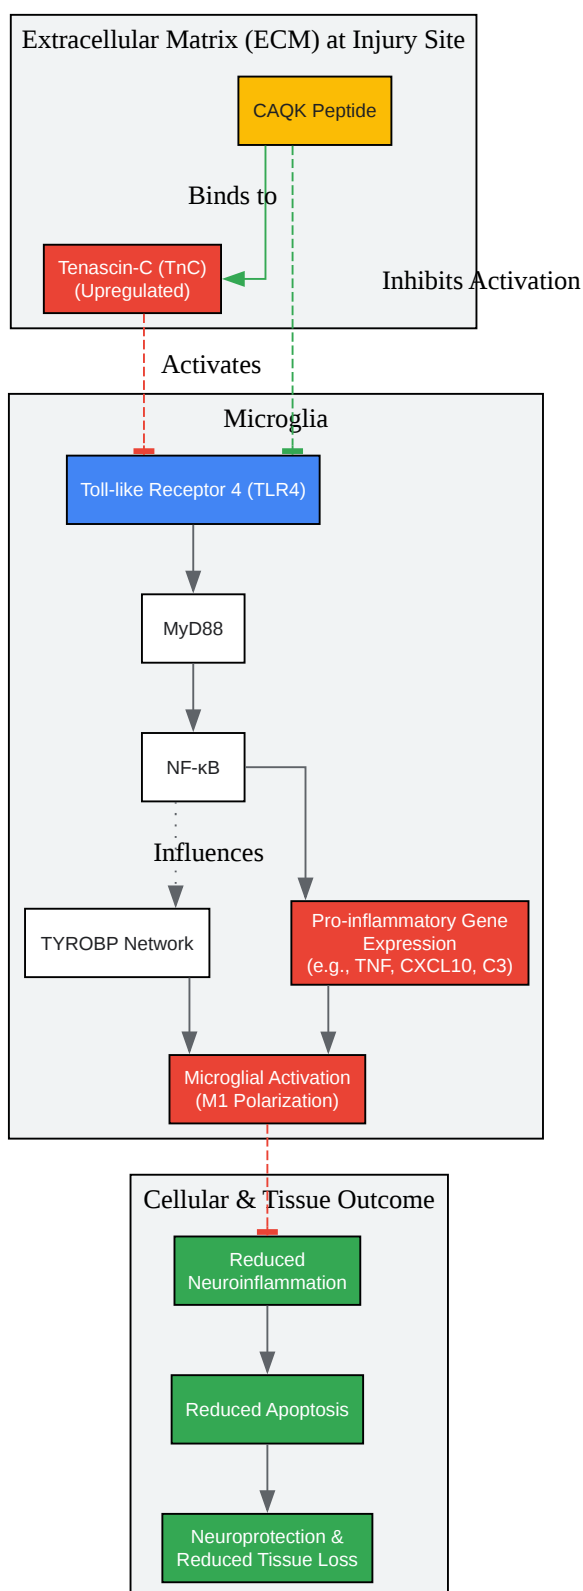 Extracellular Matrix (ECM) at Injury Site
CAQK Peptide
Binds to
Tenascin-C (TnC)
(Upregulated)
Inhibits Activation
Activates
Microglia
Toll-like Receptor 4 (TLR4)
MyD88
NF-κB
Influences
TYROBP Network
Pro-inflammatory Gene
Expression
(e.g., TNF, CXCL10, C3)
Microglial Activation
(M1 Polarization)
Cellular & Tissue Outcome
Reduced
Neuroinflammation
Reduced Apoptosis
Neuroprotection &
Reduced Tissue Loss